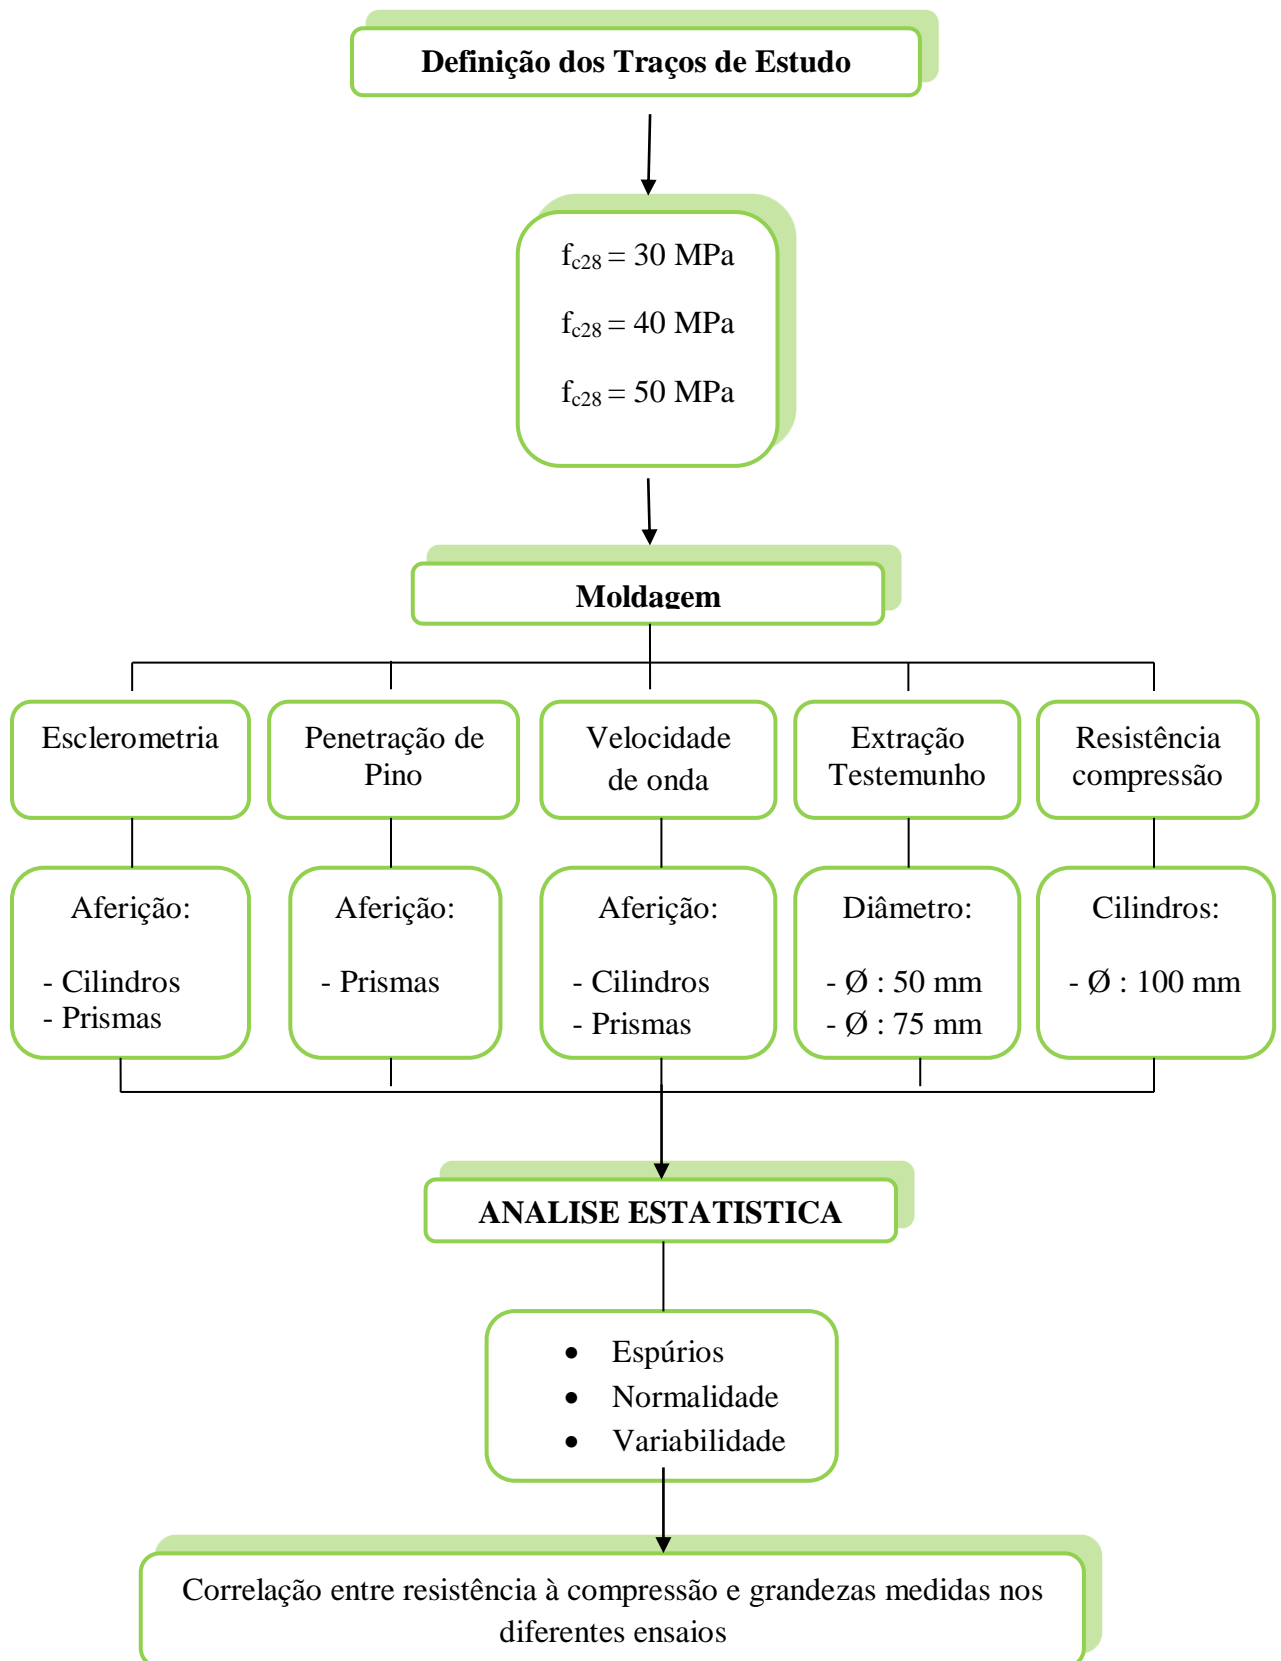 Definição dos Traços de Estudo
fc28 = 30 MPa
fc28 = 40 MPa
fc28 = 50 MPa
Moldagem
Esclerometria
Penetração de
Pino
Velocidade
de onda
Extração
Testemunho
Resistência
compressão
Aferição:
- Cilindros
- Prismas
Aferição:
- Prismas
Aferição:
- Cilindros
- Prismas
Diâmetro:
- Ø : 50 mm
- Ø : 75 mm
Cilindros:
- Ø : 100 mm
ANALISE ESTATISTICA
• Espúrios
• Normalidade
• Variabilidade
Correlação entre resistência à compressão e grandezas medidas nos
diferentes ensaios